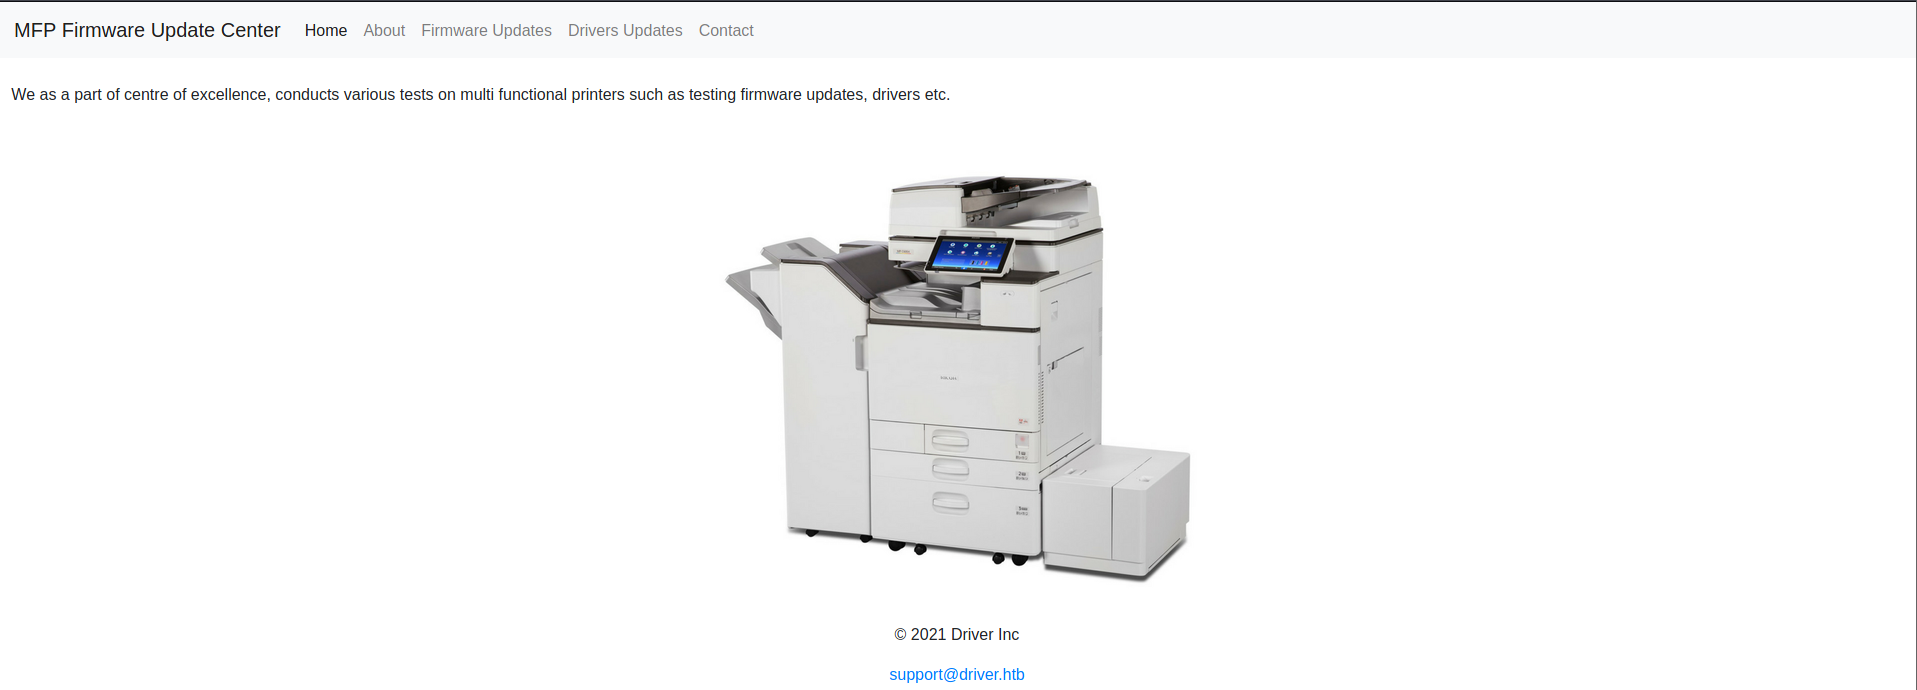 MFP Firmware Update Center Home About Firmware Updates Drivers Updates Contact
We as a part of centre of excellence, conducts various tests on multi functional printers such as testing firmware updates, drivers etc.
© 2021 Driver Inc
support@driver.htb